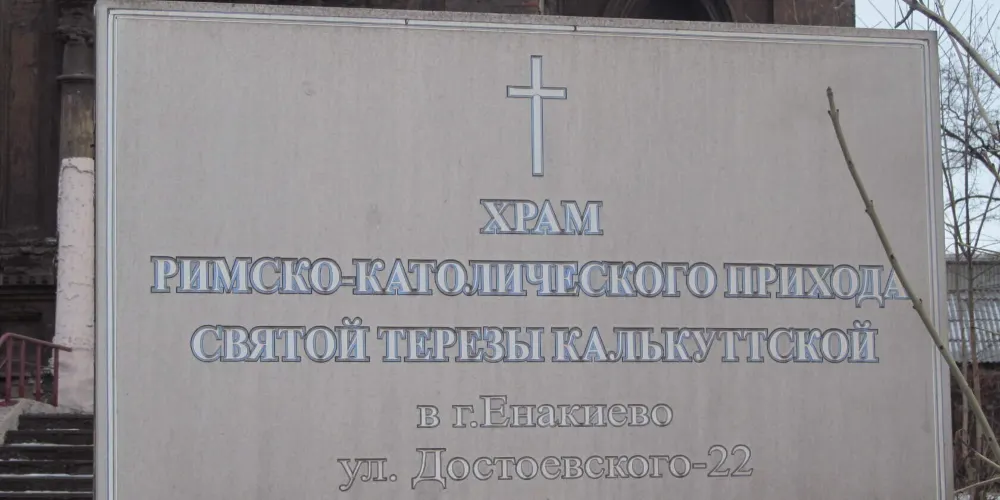 ХРАМ
РИМСКО-КАТОЛИЧЕСКОГО ПРИХОДА
СВЯТОЙ ТЕРЕЗЫ КАЛЬКУТТСКОЙ
в г.Енакиево
ул. Достоевского-22